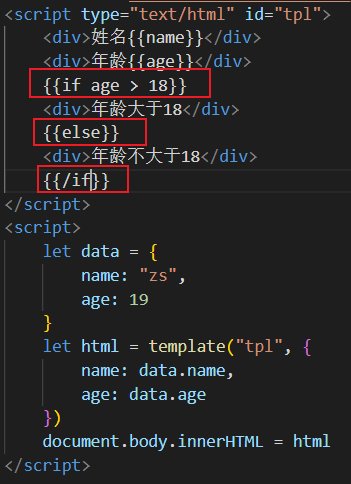 <script type="text/html" id="tpl">
    <div>姓名{{name}}</div>
    <div>年龄{{age}}</div>
    {{if age > 18}}
    <div>年龄大于18</div>
    {{else}}
    <div>年龄不大于18</div>
    {{/if}}
</script>
<script>
    let data = {
        name: "zs",
        age: 19
    }
    let html = template("tpl", {
        name: data.name,
        age: data.age
    })
    document.body.innerHTML = html
</script>